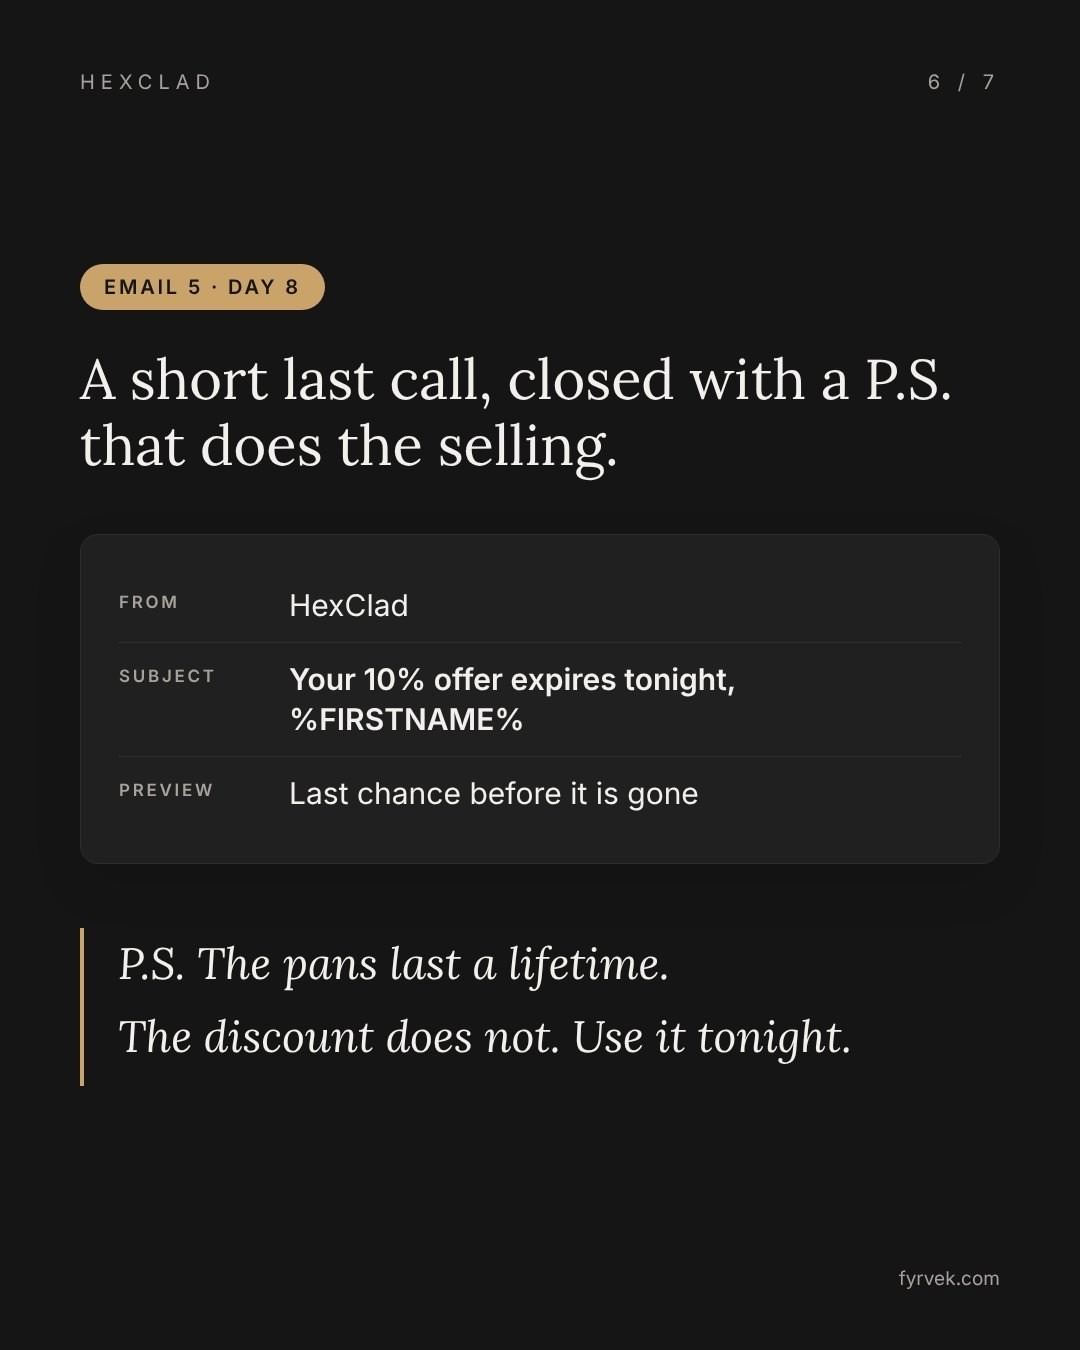 HEXCLAD
6 / 7
EMAIL 5 · DAY 8
A short last call, closed with a P.S.
that does the selling.
FROM
HexClad
SUBJECT
Your 10% offer expires tonight,
%FIRSTNAME%
PREVIEW
Last chance before it is gone
P.S. The pans last a lifetime.
The discount does not. Use it tonight.
fyrvek.com